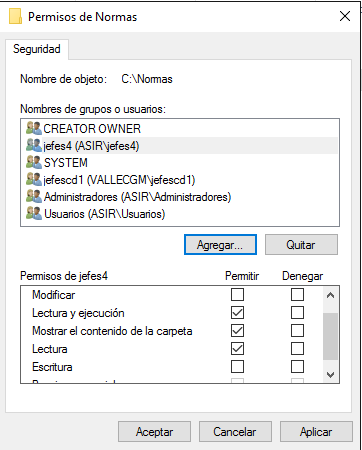 Permisos de Normas
Seguridad
Nombre de objeto: C:\Normas
Nombres de grupos o usuarios:
CREATOR OWNER
jefes4 (ASIR\jefes4)
SYSTEM
jefescd1 (VALLECGM\jefescd1)
Administradores (ASIR\Administradores)
Usuarios (ASIR\Usuarios)
Agregar... Quitar
Permisos de jefes4 Permitir Denegar
Modificar
Lectura y ejecución
Mostrar el contenido de la carpeta
Lectura
Escritura
Aceptar Cancelar Aplicar